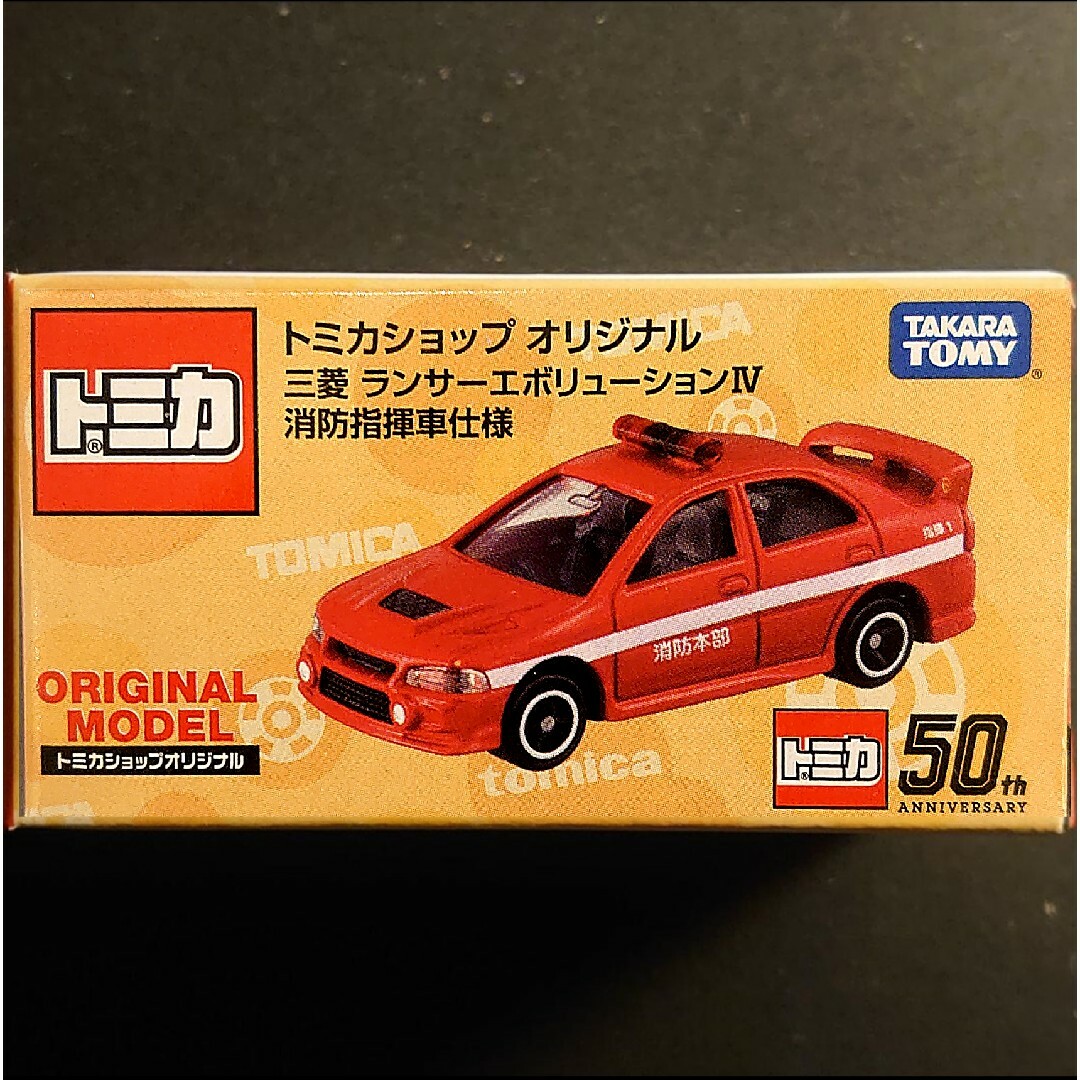 トミカ®
トミカショップ オリジナル
三菱 ランサーエボリューションⅣ
消防指揮車仕様
TAKARA
TOMY®
TOMICA
TOMICA
指揮 1
消防本部
ORIGINAL
MODEL
トミカショップオリジナル
tomica
トミカ®
50th
ANNIVERSARY